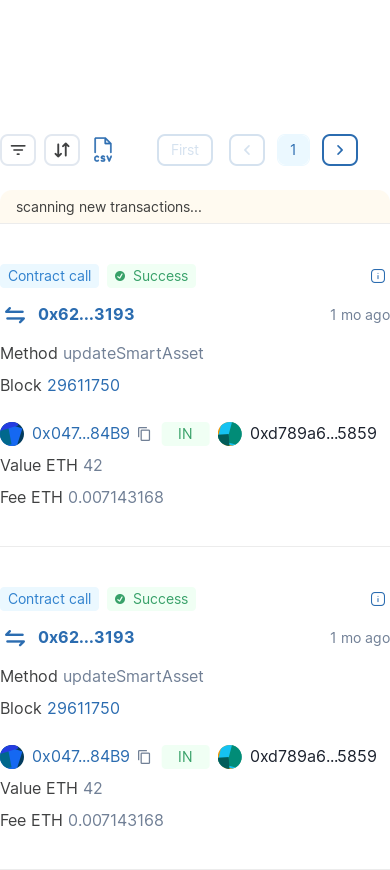 CSV
First
1
scanning new transactions...
Contract call
Success
0x62...3193
1 mo ago
Method updateSmartAsset
Block 29611750
0x047...84B9
IN
0xd789a6...5859
Value ETH 42
Fee ETH 0.007143168
Contract call
Success
0x62...3193
1 mo ago
Method updateSmartAsset
Block 29611750
0x047...84B9
IN
0xd789a6...5859
Value ETH 42
Fee ETH 0.007143168